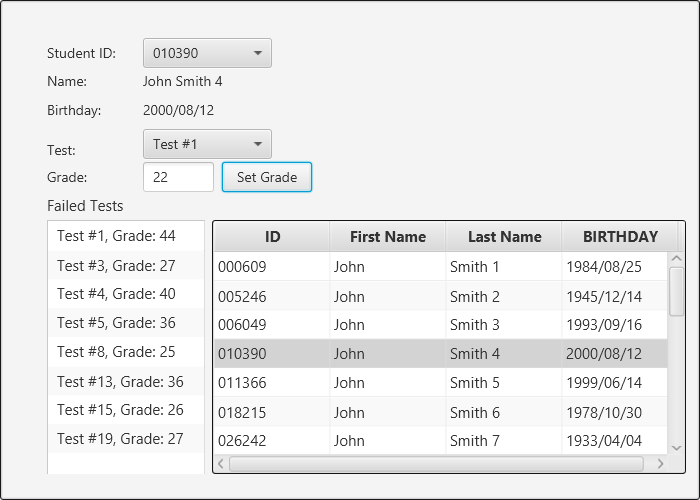 Student ID: 010390
Name: John Smith 4
Birthday: 2000/08/12
Test: Test #1
Grade: 22 Set Grade
Failed Tests
Test #1, Grade: 44
Test #3, Grade: 27
Test #4, Grade: 40
Test #5, Grade: 36
Test #8, Grade: 25
Test #13, Grade: 36
Test #15, Grade: 26
Test #19, Grade: 27
ID First Name Last Name BIRTHDAY
000609 John Smith 1 1984/08/25
005246 John Smith 2 1945/12/14
006049 John Smith 3 1993/09/16
010390 John Smith 4 2000/08/12
011366 John Smith 5 1999/06/14
018215 John Smith 6 1978/10/30
026242 John Smith 7 1933/04/04